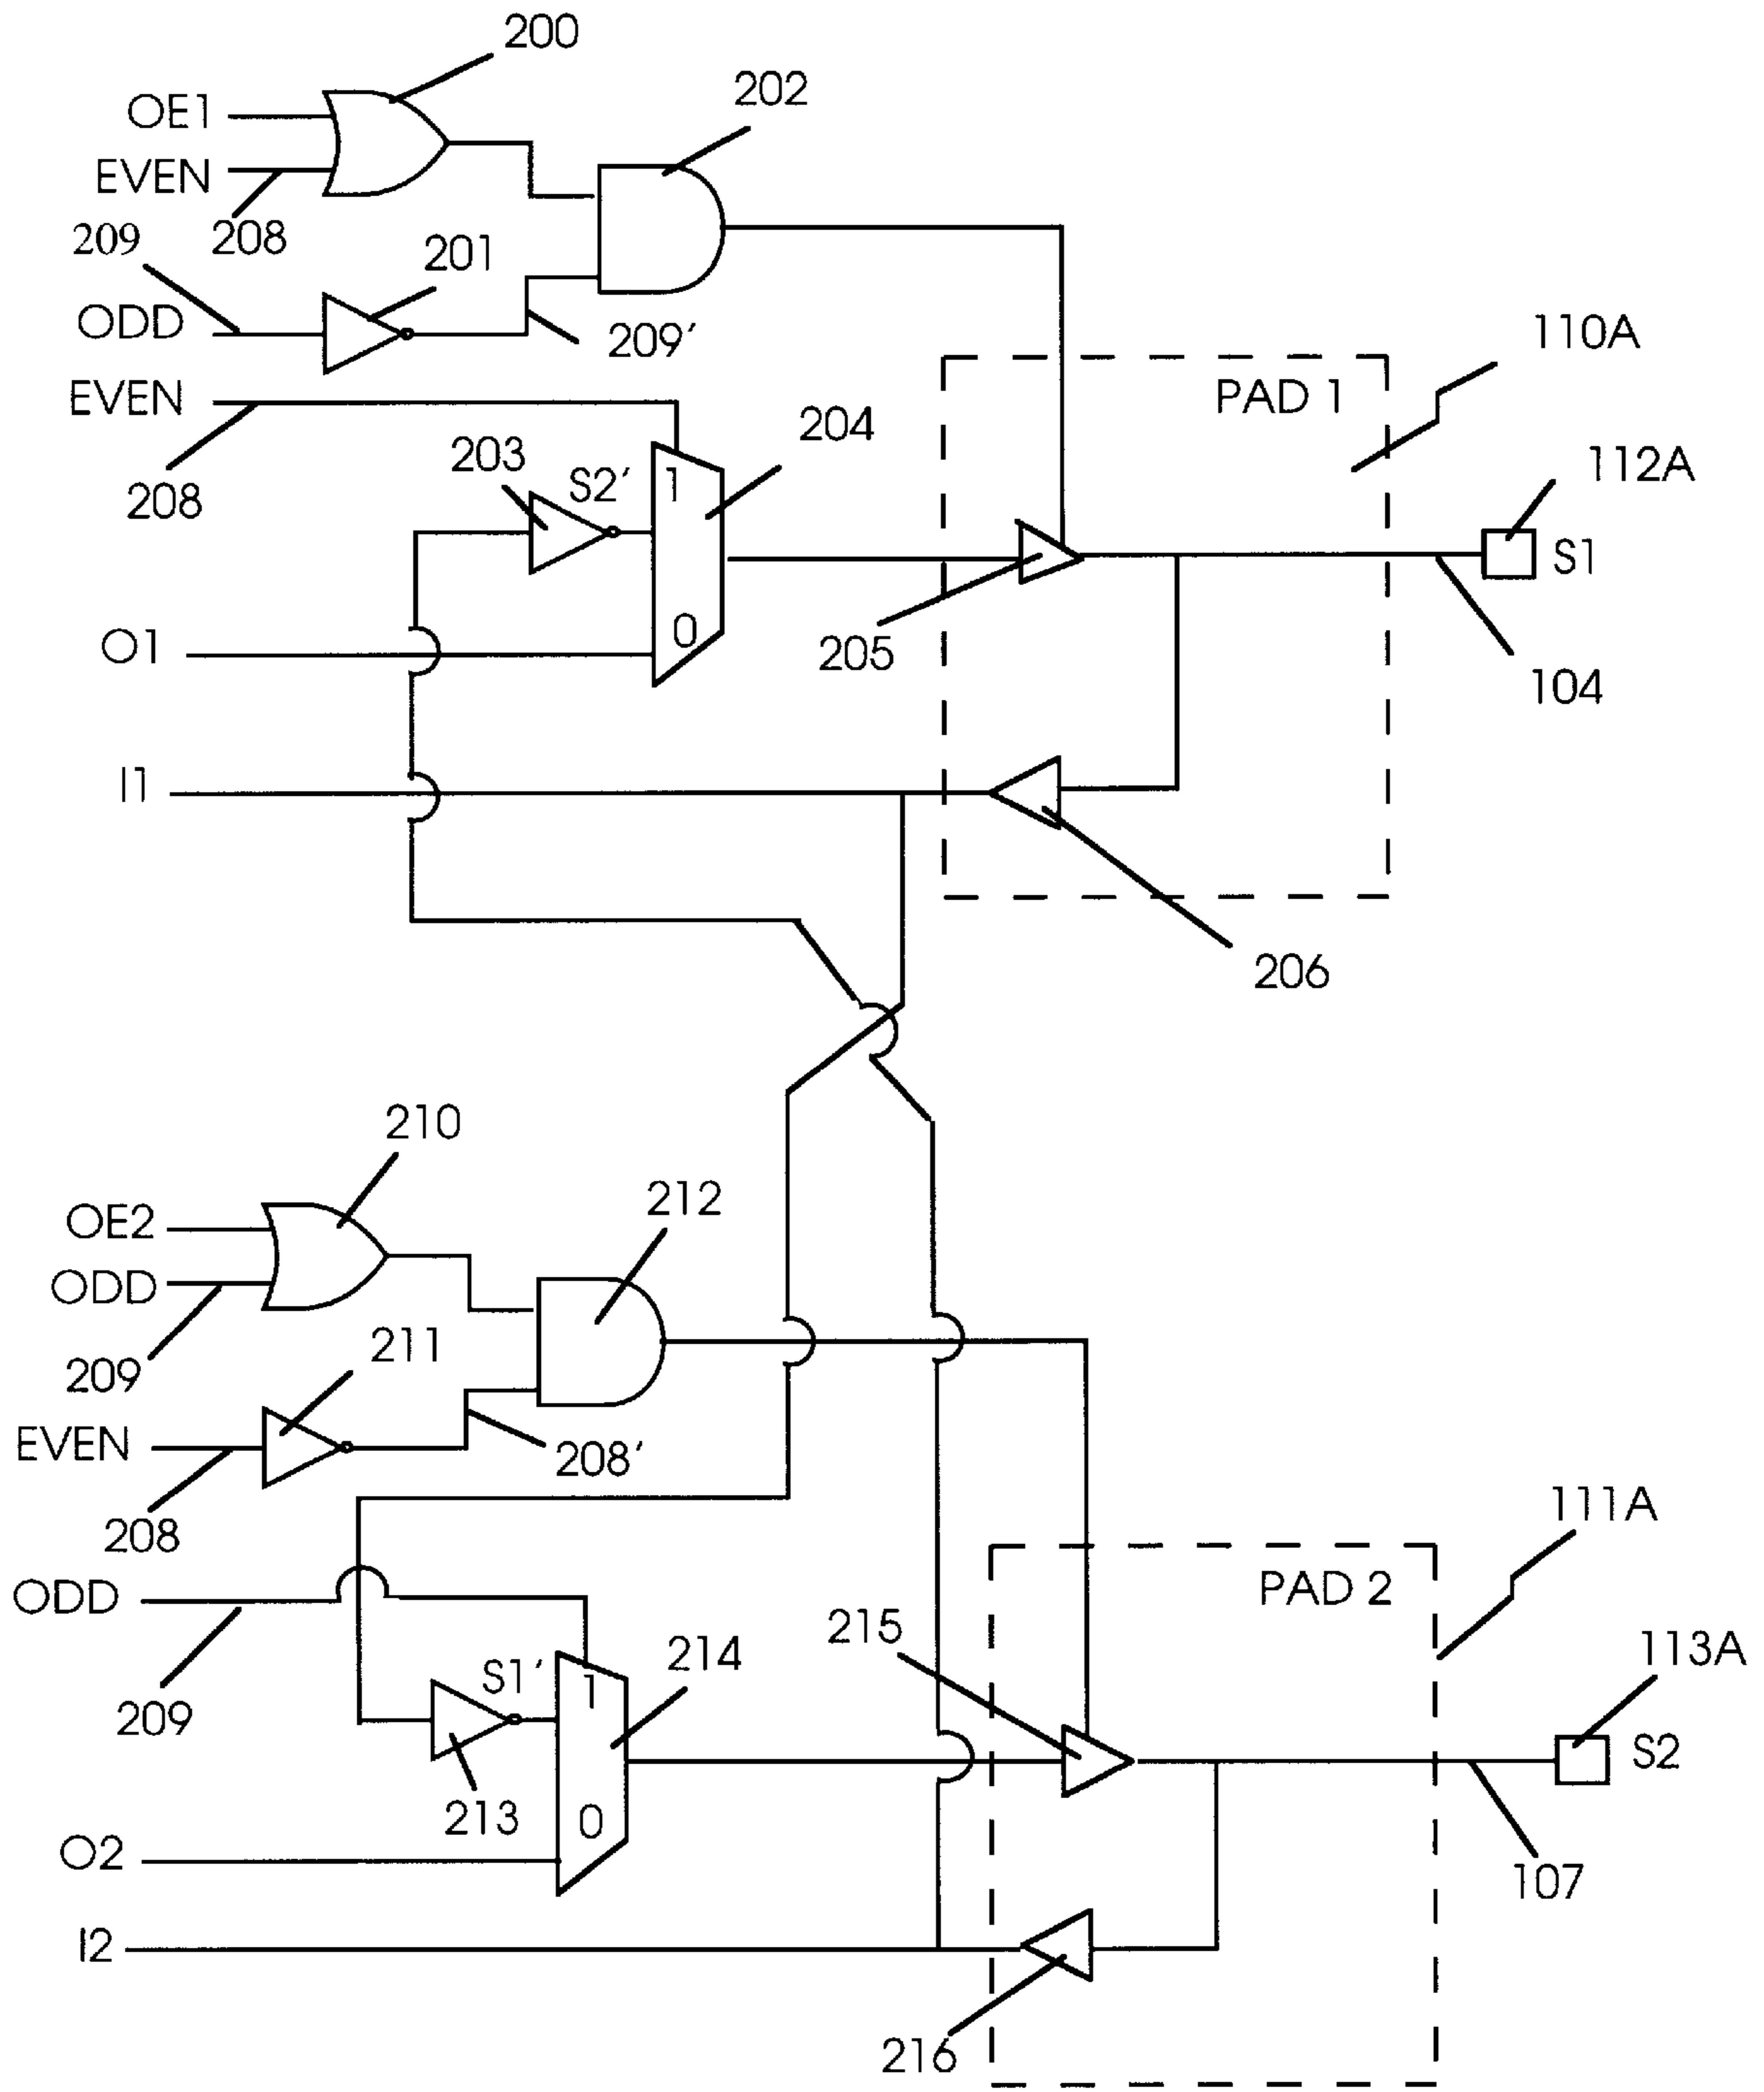 200
OE1
202
EVEN
208
209
201
ODD
209′
110A
EVEN
PAD 1
204
203
S2′
112A
208
1
S1
O1
0
205
104
I1
206
210
212
OE2
ODD
211
209
EVEN
208′
208
111A
ODD
PAD 2
215
214
113A
S1′
1
209
S2
213
0
O2
107
I2
216